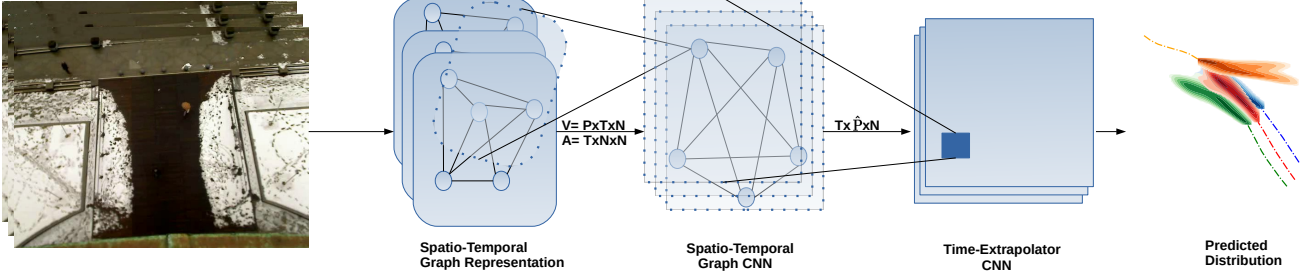 V= PxTxN
A= TxNxN
Tx P̂xN
Spatio-Temporal
Graph Representation
Spatio-Temporal
Graph CNN
Time-Extrapolator
CNN
Predicted
Distribution